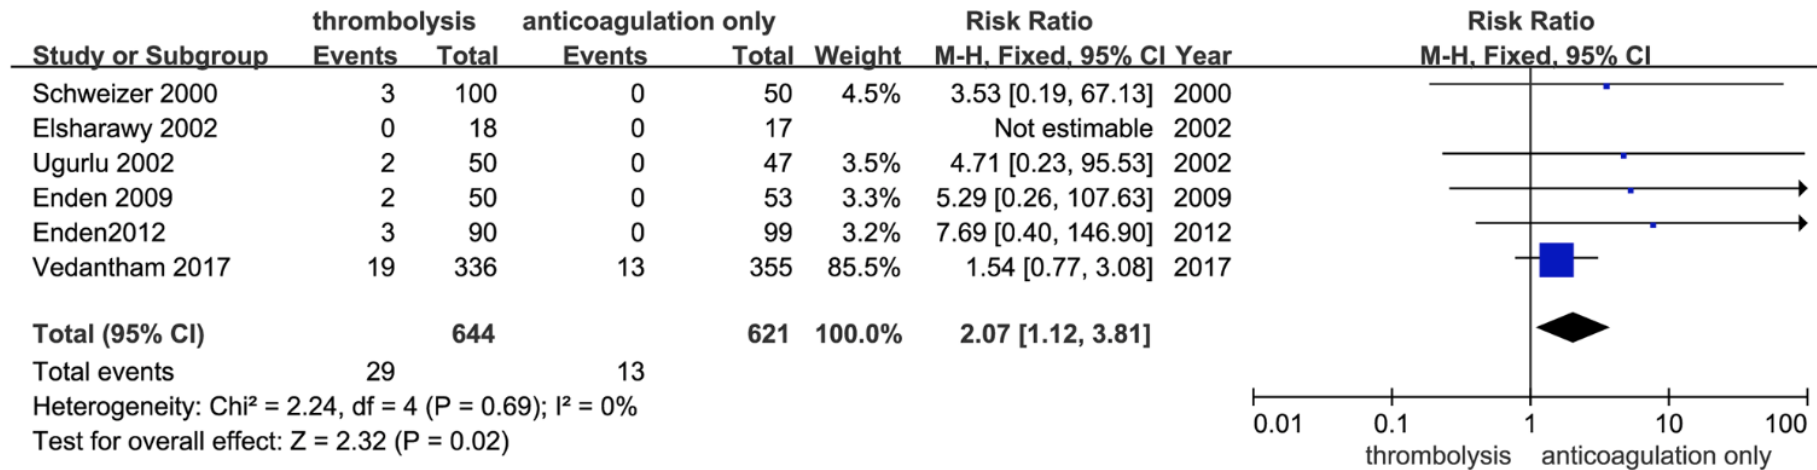 thrombolysis anticoagulation only Risk Ratio Risk Ratio
Study or Subgroup Events Total Events Total Weight M-H, Fixed, 95% CI Year M-H, Fixed, 95% CI
Schweizer 2000 3 100 0 50 4.5% 3.53 [0.19, 67.13] 2000
Elsharawy 2002 0 18 0 17 Not estimable 2002
Ugurlu 2002 2 50 0 47 3.5% 4.71 [0.23, 95.53] 2002
Enden 2009 2 50 0 53 3.3% 5.29 [0.26, 107.63] 2009
Enden2012 3 90 0 99 3.2% 7.69 [0.40, 146.90] 2012
Vedantham 2017 19 336 13 355 85.5% 1.54 [0.77, 3.08] 2017
Total (95% CI) 644 621 100.0% 2.07 [1.12, 3.81]
Total events 29 13
Heterogeneity: Chi² = 2.24, df = 4 (P = 0.69); I² = 0%
Test for overall effect: Z = 2.32 (P = 0.02)
0.01 0.1 1 10 100
thrombolysis anticoagulation only